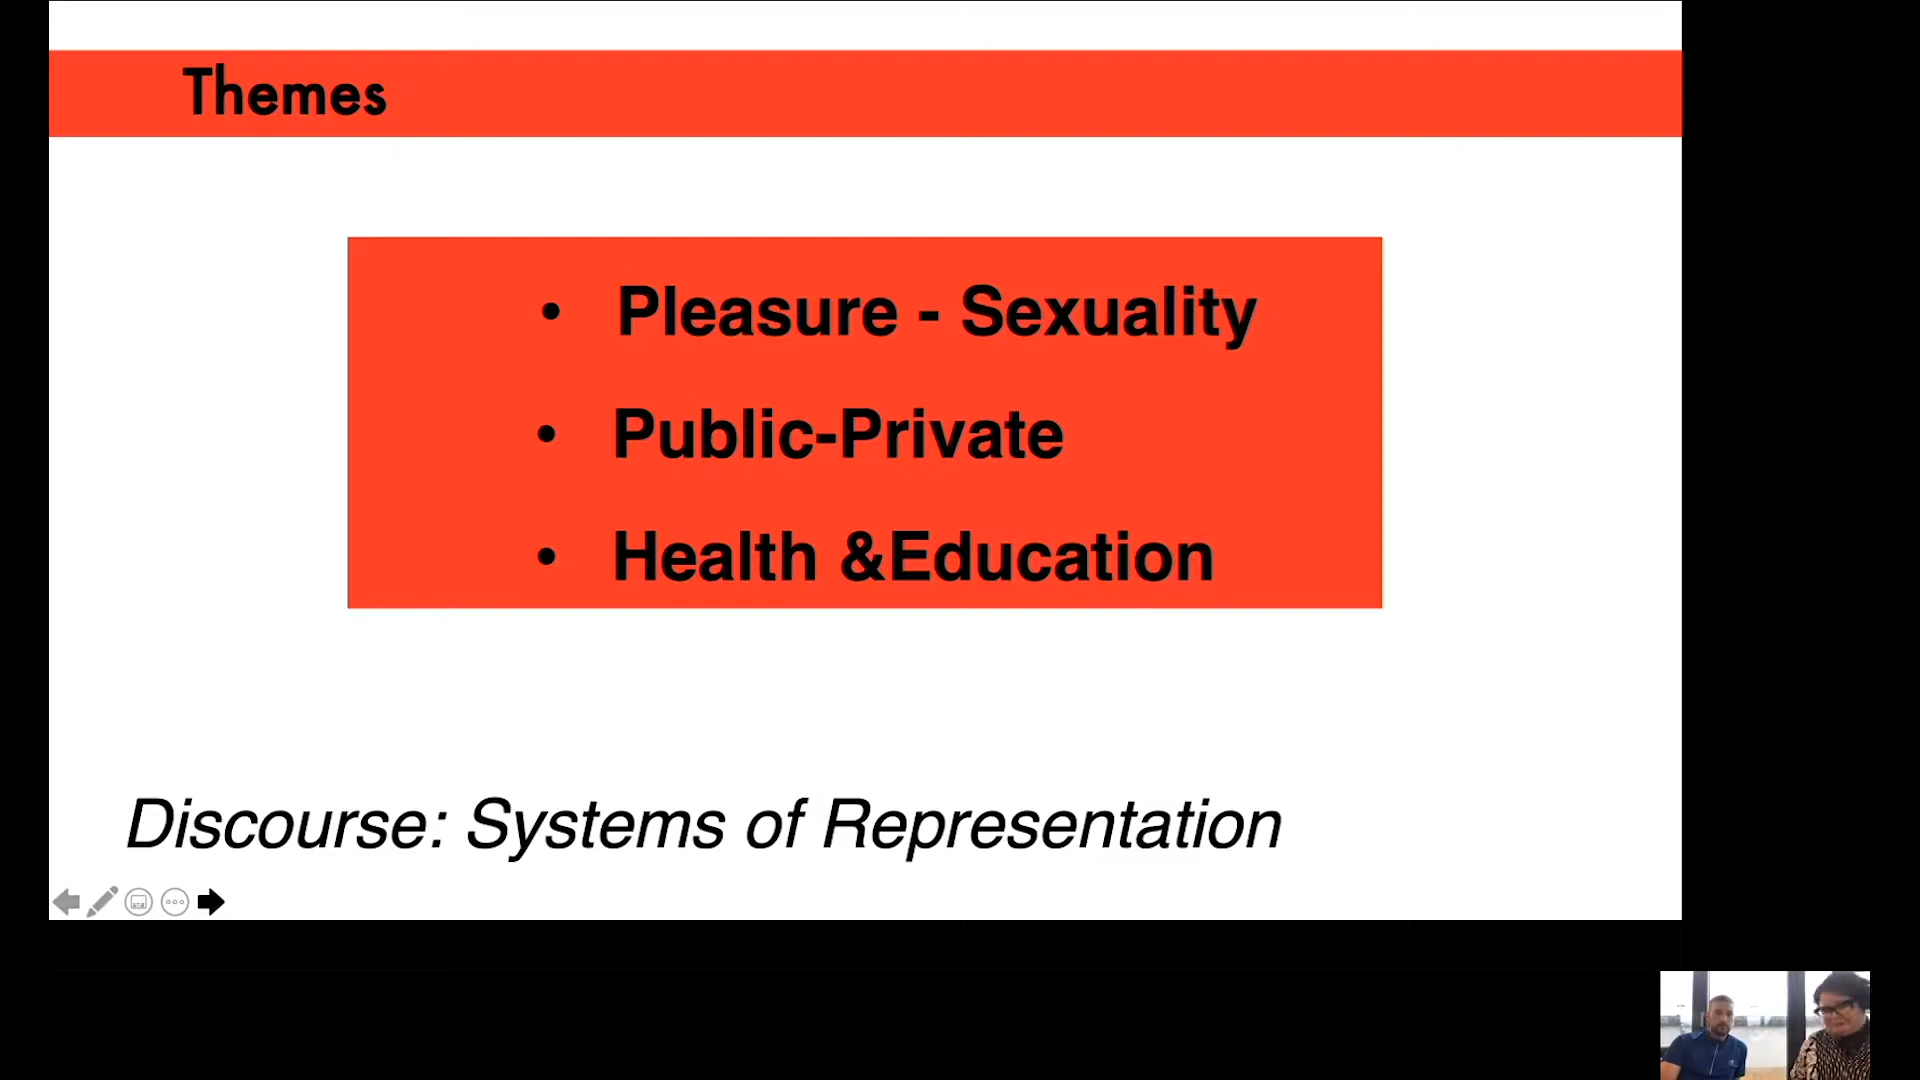 Themes
• Pleasure - Sexuality
• Public-Private
• Health &Education
Discourse: Systems of Representation